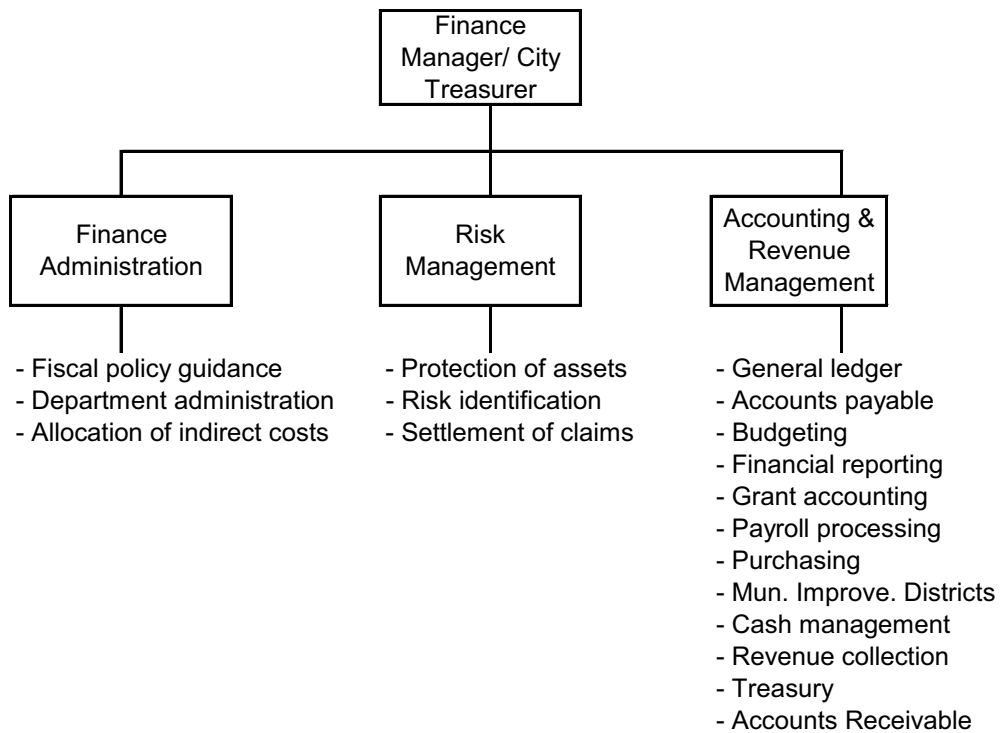 Finance
Manager/ City
Treasurer
Finance
Administration
Risk
Management
Accounting &
Revenue
Management
- Fiscal policy guidance
- Department administration
- Allocation of indirect costs
- Protection of assets
- Risk identification
- Settlement of claims
- General ledger
- Accounts payable
- Budgeting
- Financial reporting
- Grant accounting
- Payroll processing
- Purchasing
- Mun. Improve. Districts
- Cash management
- Revenue collection
- Treasury
- Accounts Receivable